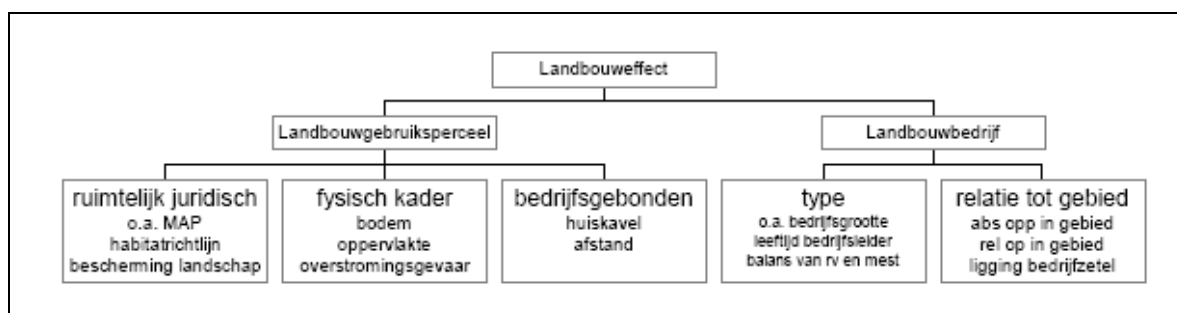 Landbouweffect
Landbouwgebruiksperceel
Landbouwbedrijf
ruimtelijk juridisch
o.a. MAP
habitatrichtlijn
bescherming landschap
fysisch kader
bodem
oppervlakte
overstromingsgevaar
bedrijfsgebonden
huiskavel
afstand
type
o.a. bedrijfsgrootte
leeftijd bedrijfsleider
balans van rv en mest
relatie tot gebied
abs opp in gebied
rel op in gebied
ligging bedrijfzetel